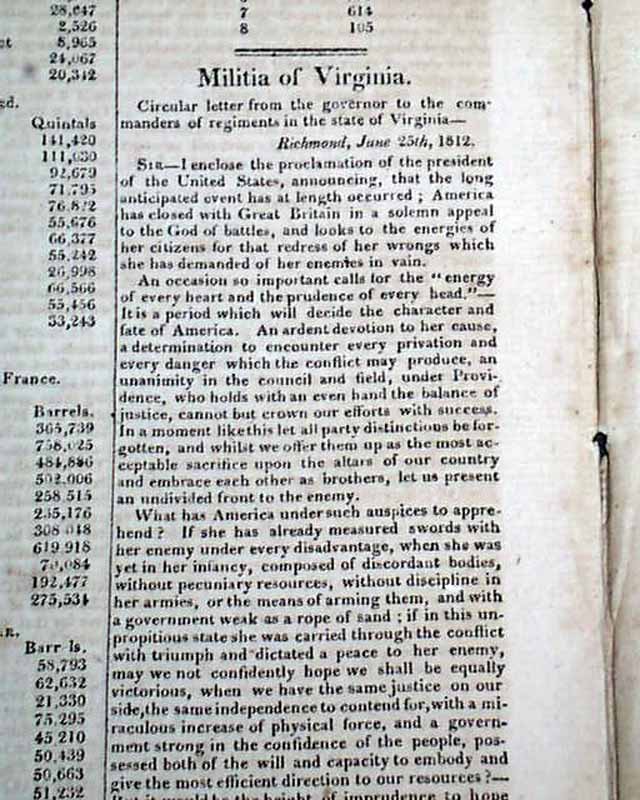 28,647
2,526
8,965
24,067
20,342
Quintals
141,420
111,030
92,679
71,795
76,822
55,676
66,377
55,242
26,998
66,566
55,456
33,243
France.
Barrels.
365,739
758,025
484,886
502,006
258 515
235,176
308 048
619 918
192,477
275,534
Barr ls.
58,793
62,632
21,330
75,295
45 210
50,439
50,663
51,232
7 614
8 105
Militia of Virginia.
Circular letter from the governor to the com-
manders of regiments in the state of Virginia—
Richmond, June 25th, 1812.
SIR—I enclose the proclamation of the president
of the United States, announcing, that the long
anticipated event has at length occurred ; America
has closed with Great Britain in a solemn appeal
to the God of battles, and looks to the energies of
her citizens for that redress of her wrongs which
she has demanded of her enemies in vain.
An occasion so important calls for the "energy
of every heart and the prudence of every head."—
It is a period which will decide the character and
fate of America. An ardent devotion to her cause,
a determination to encounter every privation and
every danger which the conflict may produce, an
unanimity in the council and field, under Provi-
dence, who holds with an even hand the balance of
justice, cannot but crown our efforts with success.
In a moment like this let all party distinctions be for-
gotten, and whilst we offer them up as the most ac-
ceptable sacrifice upon the altars of our country
and embrace each other as brothers, let us present
an undivided front to the enemy.
What has America under such auspices to appre-
hend ? If she has already measured swords with
her enemy under every disadvantage, when she was
yet in her infancy, composed of discordant bodies,
without pecuniary resources, without discipline in
her armies, or the means of arming them, and with
a government weak as a rope of sand ; if in this un-
propitious state she was carried through the conflict
with triumph and dictated a peace to her enemy,
may we not confidently hope we shall be equally
victorious, when we have the same justice on our
side, the same independence to contend for, with a mi-
raculous increase of physical force, and a govern-
ment strong in the confidence of the people, pos-
sessed both of the will and capacity to embody and
give the most efficient direction to our resources ?—
But it would be the height of imprudence to hope